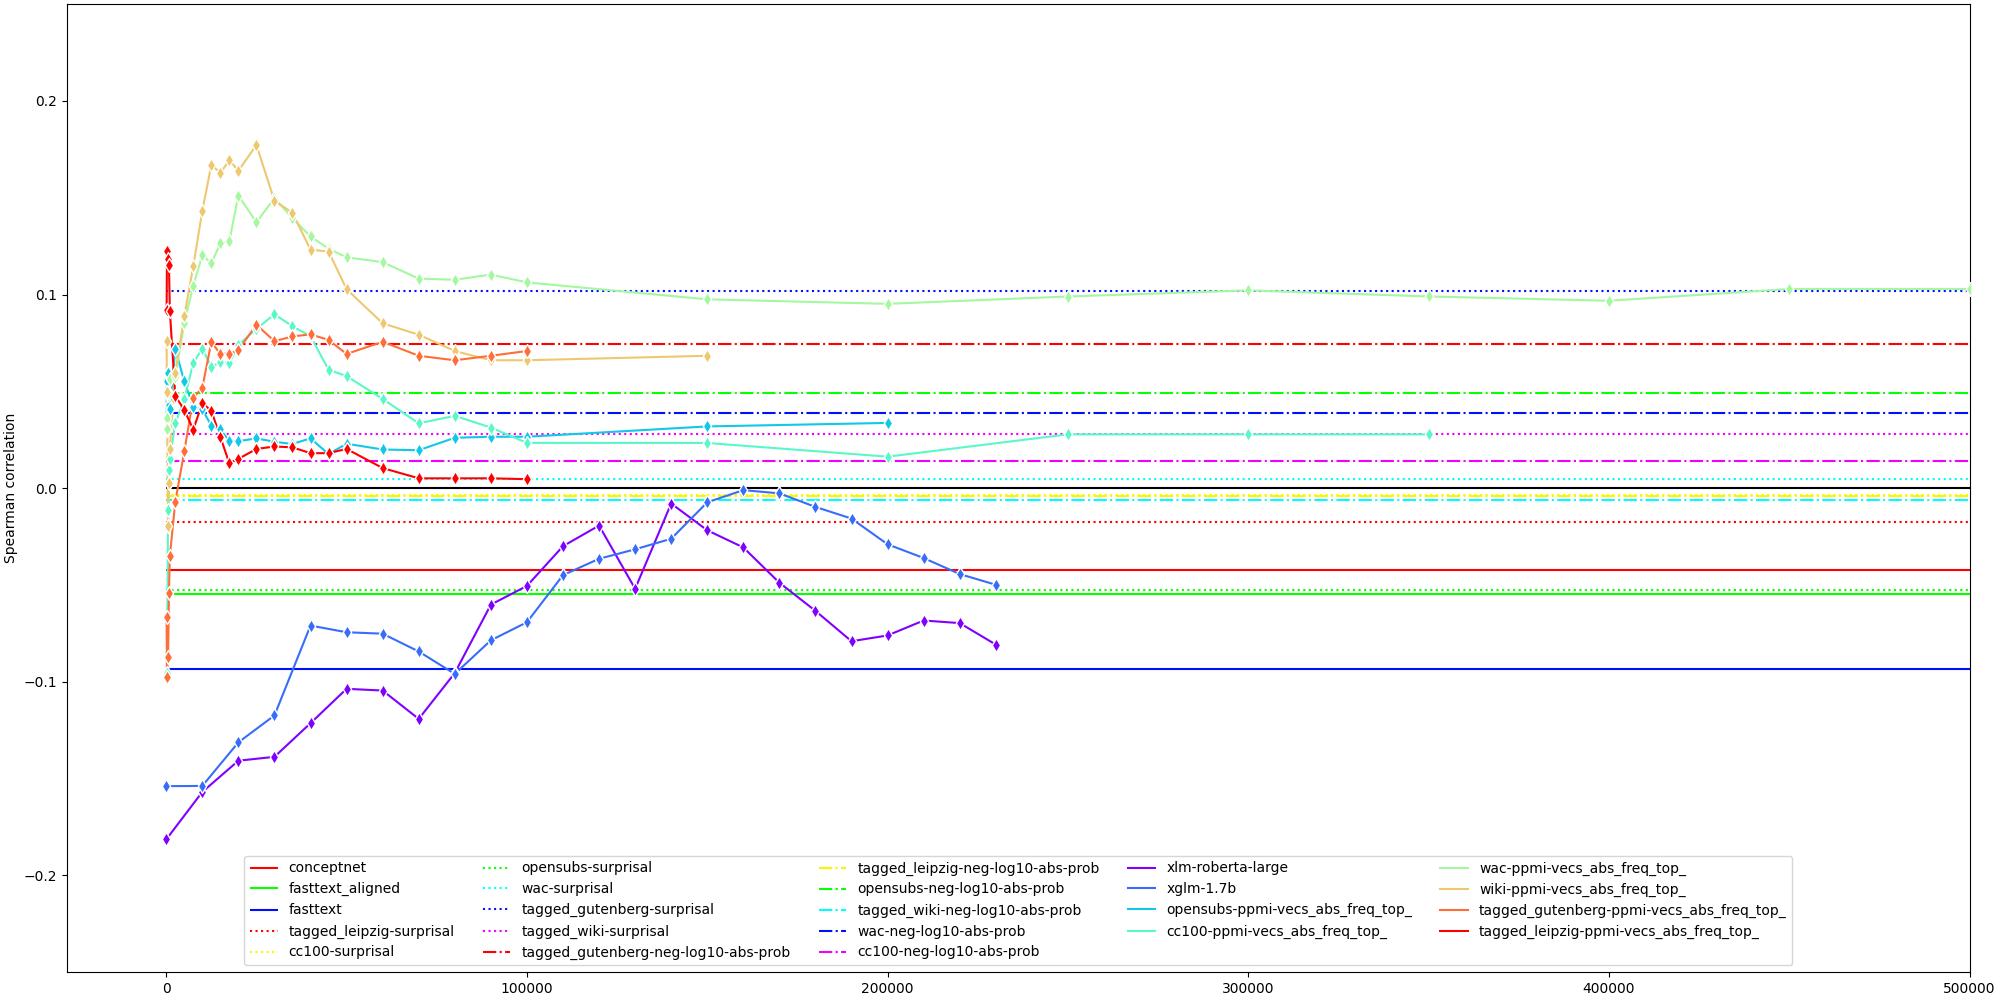 0.2
0.1
0.0
−0.1
−0.2
Spearman correlation
conceptnet
fasttext_aligned
fasttext
tagged_leipzig-surprisal
cc100-surprisal
opensubs-surprisal
wac-surprisal
tagged_gutenberg-surprisal
tagged_wiki-surprisal
tagged_gutenberg-neg-log10-abs-prob
tagged_leipzig-neg-log10-abs-prob
opensubs-neg-log10-abs-prob
tagged_wiki-neg-log10-abs-prob
wac-neg-log10-abs-prob
cc100-neg-log10-abs-prob
xlm-roberta-large
xglm-1.7b
opensubs-ppmi-vecs_abs_freq_top_
cc100-ppmi-vecs_abs_freq_top_
wac-ppmi-vecs_abs_freq_top_
wiki-ppmi-vecs_abs_freq_top_
tagged_gutenberg-ppmi-vecs_abs_freq_top_
tagged_leipzig-ppmi-vecs_abs_freq_top_
0 100000 200000 300000 400000 500000